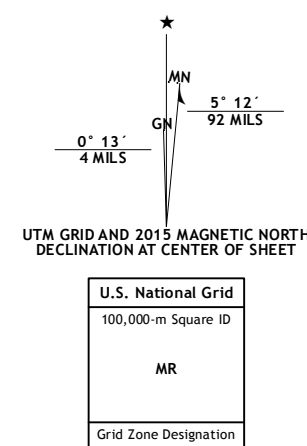 ★
MN
GN
5° 12´
92 MILS
0° 13´
4 MILS
UTM GRID AND 2015 MAGNETIC NORTH
DECLINATION AT CENTER OF SHEET
U.S. National Grid
100,000-m Square ID
MR
Grid Zone Designation